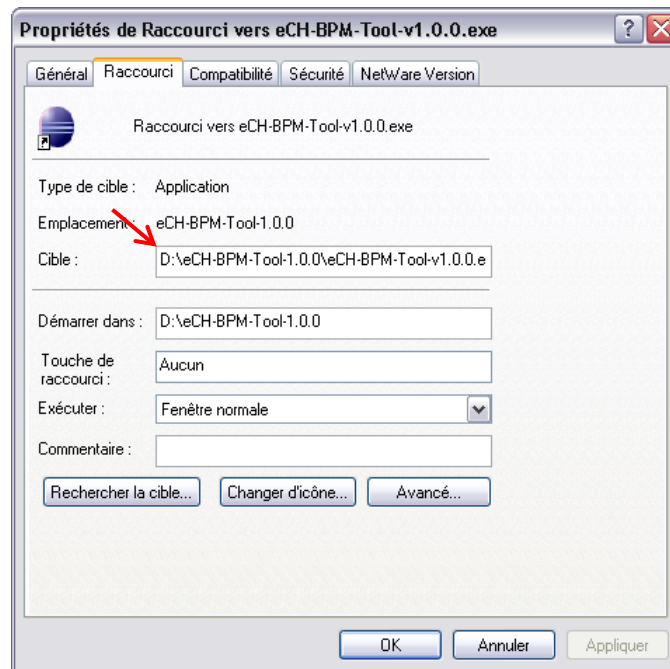 Propriétés de Raccourci vers eCH-BPM-Tool-v1.0.0.exe
Général Raccourci Compatibilité Sécurité NetWare Version
Raccourci vers eCH-BPM-Tool-v1.0.0.exe
Type de cible : Application
Emplacement : eCH-BPM-Tool-1.0.0
Cible : D:\eCH-BPM-Tool-1.0.0\eCH-BPM-Tool-v1.0.0.e
Démarrer dans : D:\eCH-BPM-Tool-1.0.0
Touche de
raccourci : Aucun
Exécuter : Fenêtre normale
Commentaire :
Rechercher la cible... Changer d'icône... Avancé...
OK Annuler Appliquer